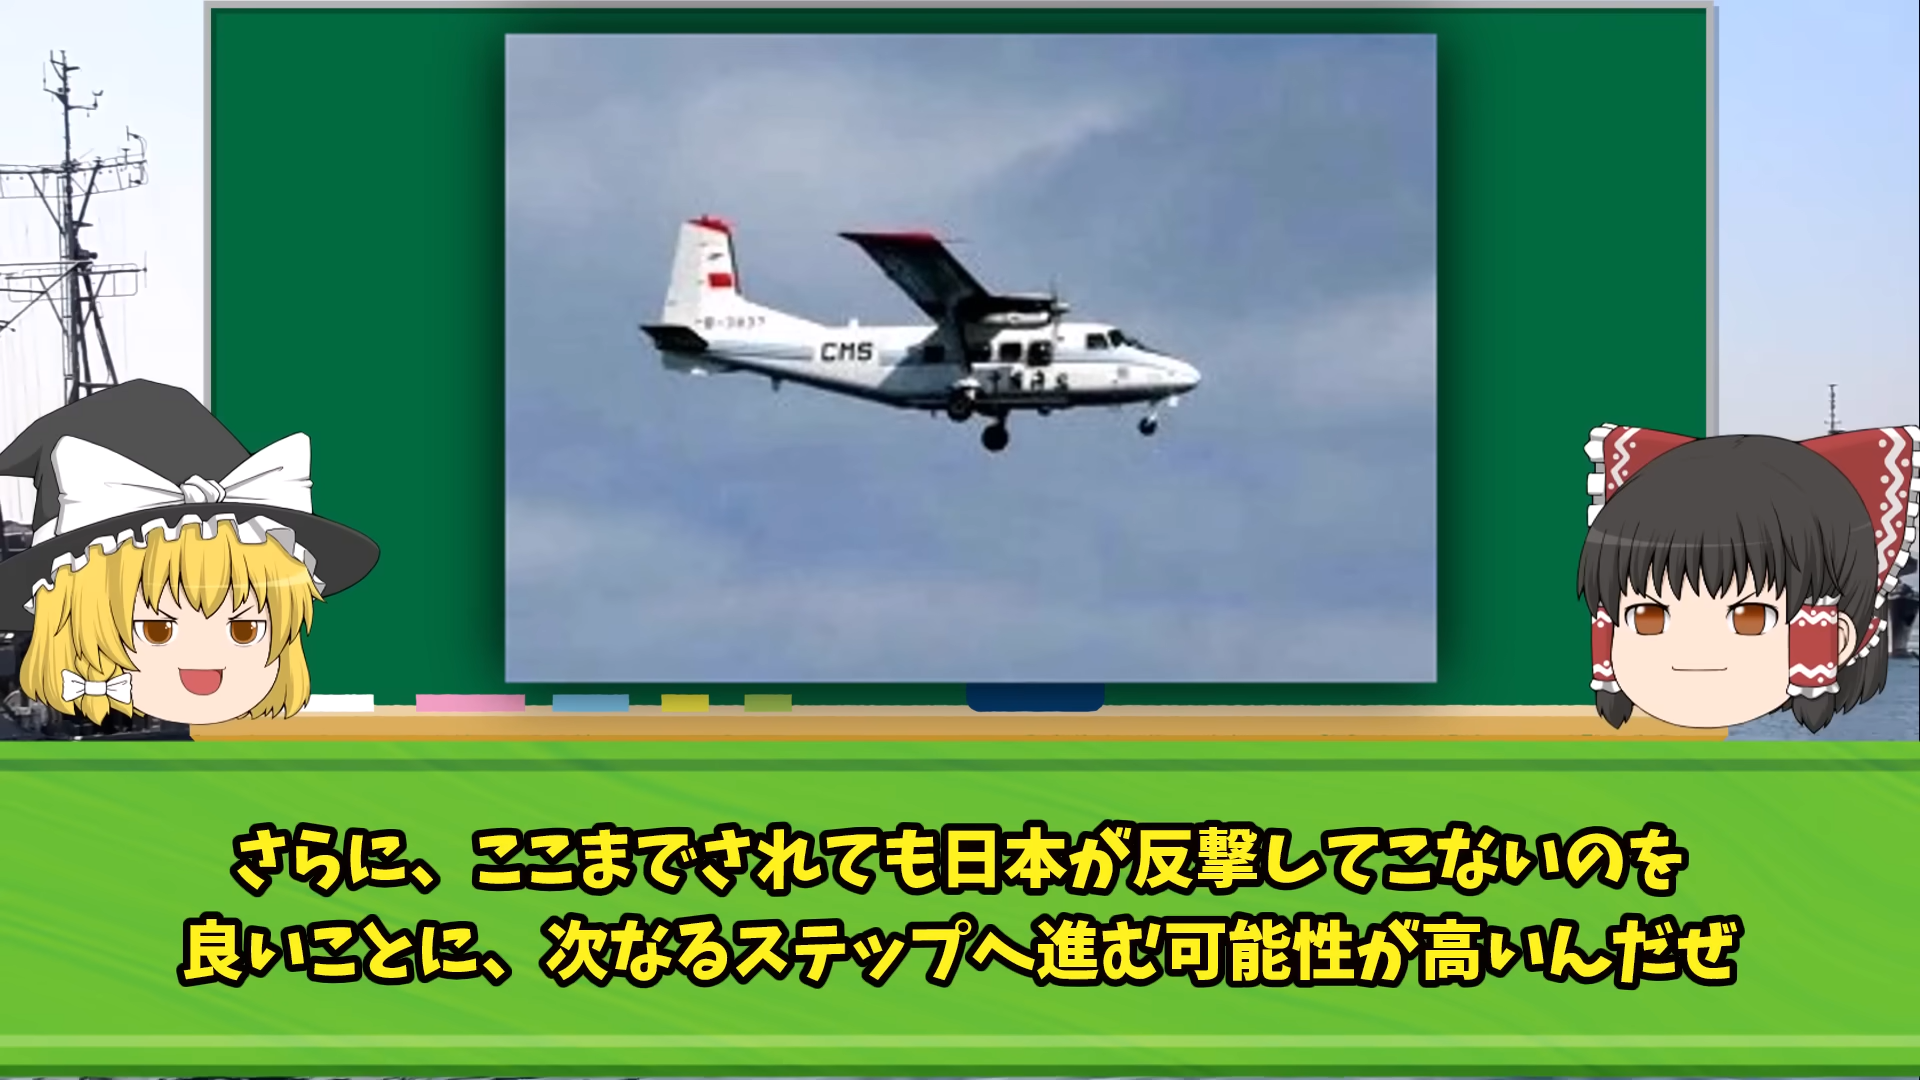 CMS
さらに、ここまでされても日本が反撃してこないのを
良いことに、次なるステップへ進む可能性が高いんだぜ